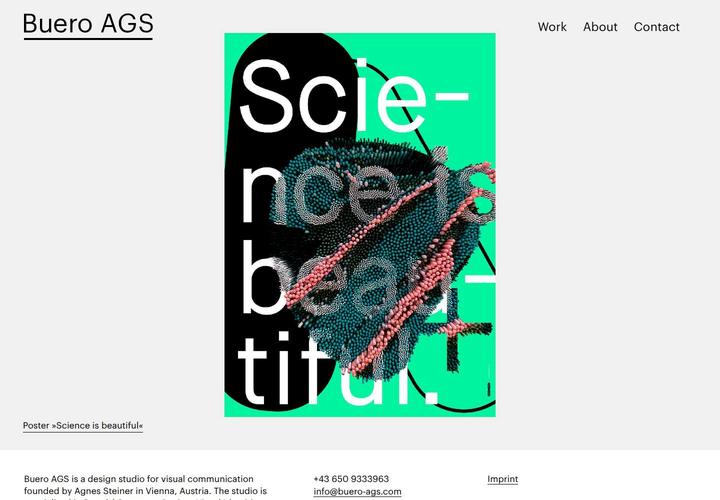 Buero AGS
Work About Contact
Scie-
nce is
beau-
tiful.
Poster »Science is beautiful«
Buero AGS is a design studio for visual communication
founded by Agnes Steiner in Vienna, Austria. The studio is
+43 650 9333963
info@buero-ags.com
Imprint